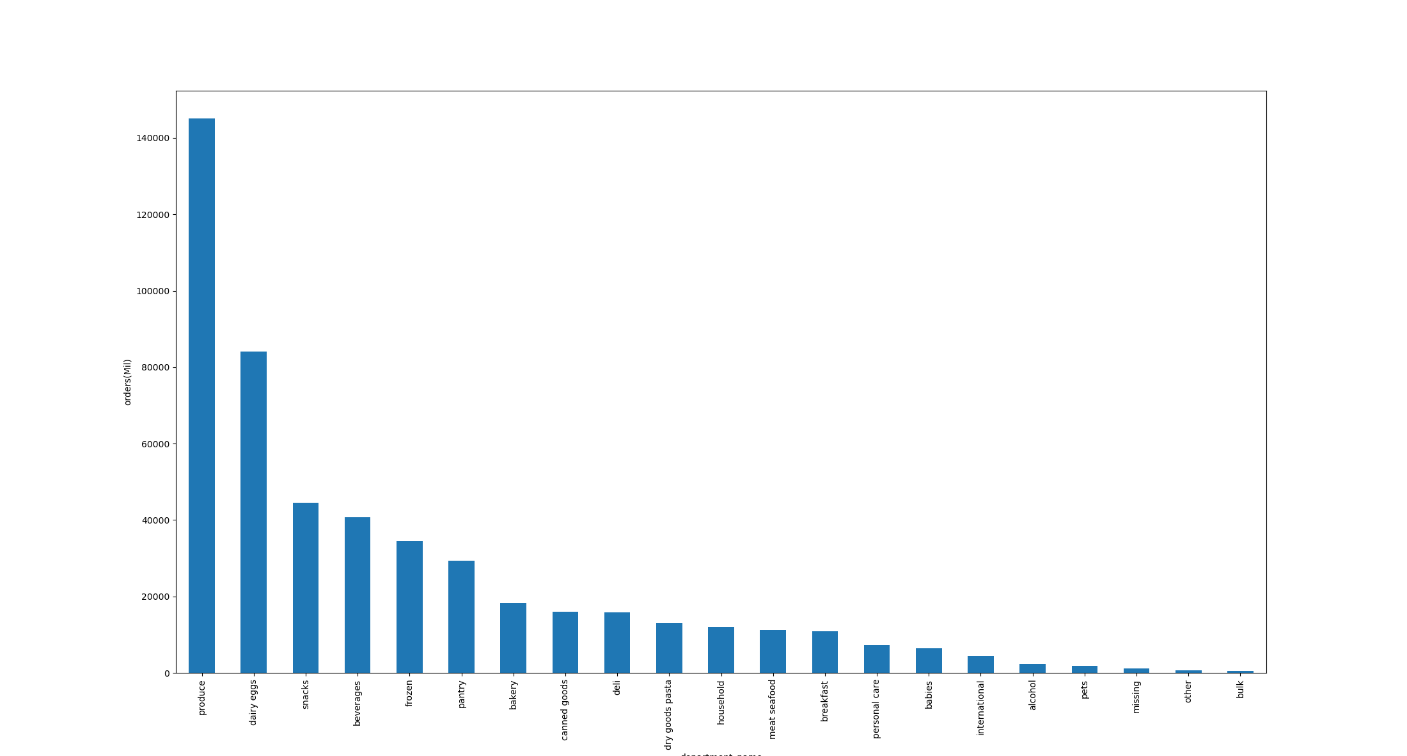 140000
120000
100000
80000
60000
40000
20000
0
orders(Mil)
produce
dairy eggs
snacks
beverages
frozen
pantry
bakery
canned goods
deli
dry goods pasta
household
meat seafood
breakfast
personal care
babies
international
alcohol
pets
missing
other
bulk